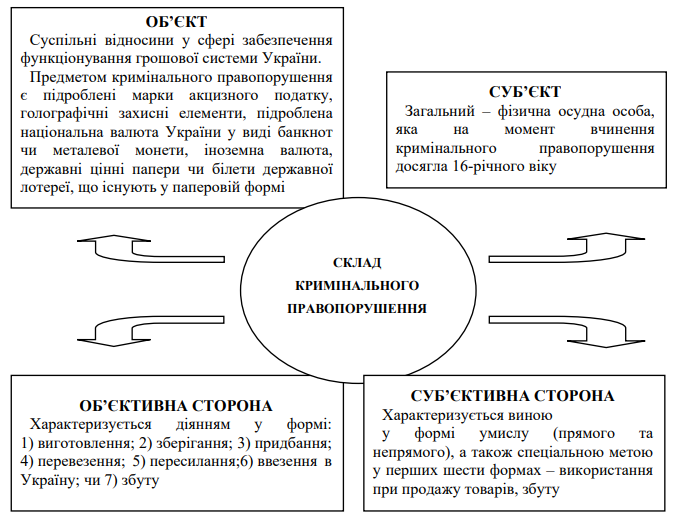 ОБ’ЄКТ
Суспільні відносини у сфері забезпечення
функціонування грошової системи України.
Предметом кримінального правопорушення
є підроблені марки акцизного податку,
голографічні захисні елементи, підроблена
національна валюта України у виді банкнот
чи металевої монети, іноземна валюта,
державні цінні папери чи білети державної
лотереї, що існують у паперовій формі
СУБ’ЄКТ
Загальний – фізична осудна особа,
яка на момент вчинення
кримінального правопорушення
досягла 16-річного віку
СКЛАД
КРИМІНАЛЬНОГО
ПРАВОПОРУШЕННЯ
ОБ’ЄКТИВНА СТОРОНА
Характеризується діянням у формі:
1) виготовлення; 2) зберігання; 3) придбання;
4) перевезення; 5) пересилання;6) ввезення в
Україну; чи 7) збуту
СУБ’ЄКТИВНА СТОРОНА
Характеризується виною
у формі умислу (прямого та
непрямого), а також спеціальною метою
у перших шести формах – використання
при продажу товарів, збуту